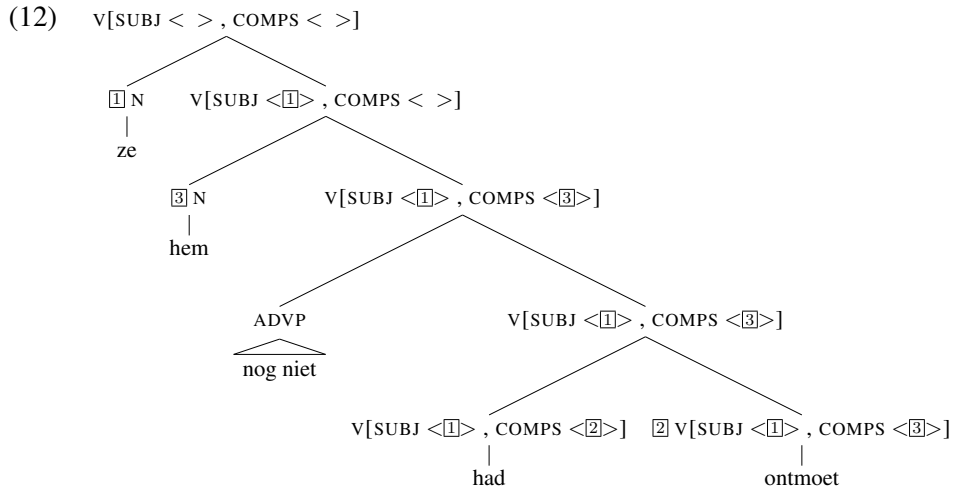 (12) V[SUBJ < > , COMPS < >]
1 N V[SUBJ <1> , COMPS < >]
ze
3 N V[SUBJ <1> , COMPS <3>]
hem
ADVP V[SUBJ <1> , COMPS <3>]
nog niet
V[SUBJ <1> , COMPS <2>] 2 V[SUBJ <1> , COMPS <3>]
had ontmoet